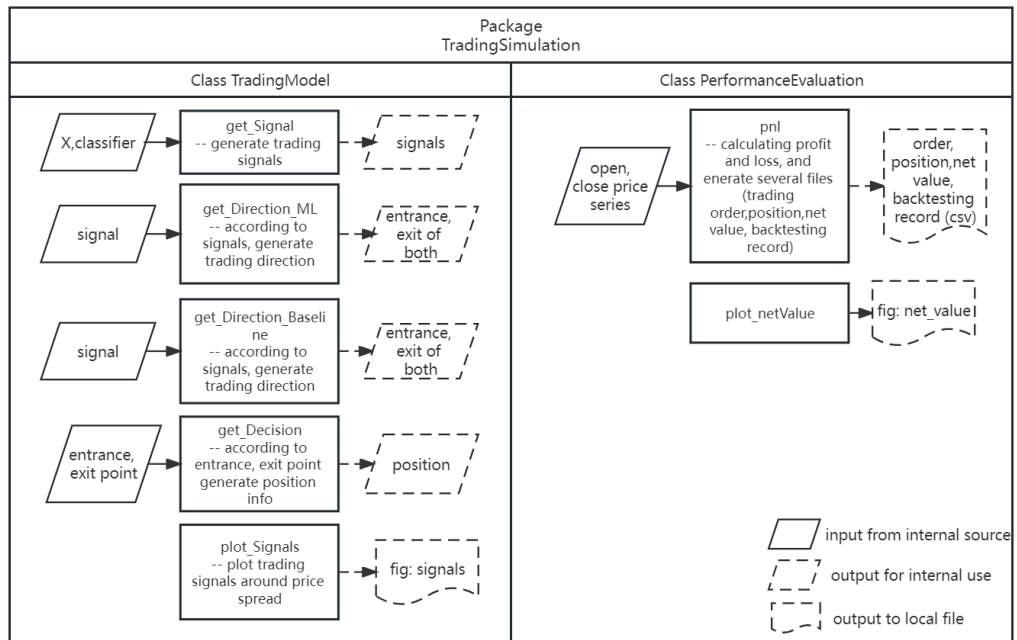 Package
TradingSimulation
Class TradingModel
Class PerformanceEvaluation
X,classifier
get_Signal
-- generate trading
signals
signals
signal
get_Direction_ML
-- according to
signals, generate
trading direction
entrance,
exit of
both
signal
get_Direction_Baseli
ne
-- according to
signals, generate
trading direction
entrance,
exit of
both
entrance,
exit point
get_Decision
-- according to
entrance, exit point
generate position
info
position
plot_Signals
-- plot trading
signals around price
spread
fig: signals
open,
close price
series
pnl
-- calculating profit
and loss, and
enerate several files
(trading
order,position,net
value, backtesting
record)
order,
position,net
value,
backtesting
record (csv)
plot_netValue
fig: net_value
input from internal source
output for internal use
output to local file